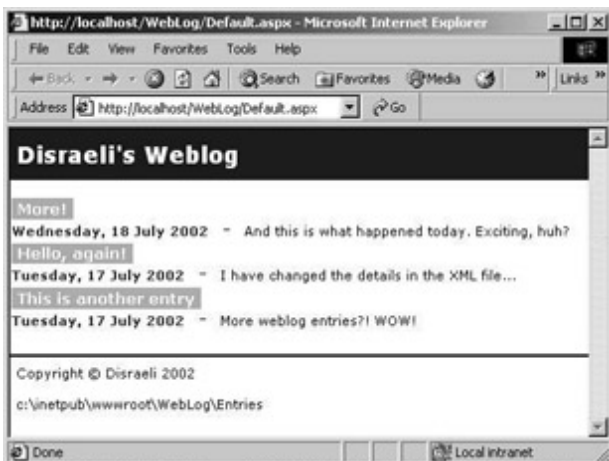 http://localhost/WebLog/Default.aspx - Microsoft Internet Explorer
File Edit View Favorites Tools Help
Back Search Favorites Media » Links »
Address http://localhost/WebLog/Default.aspx Go
Disraeli's Weblog
More!
Wednesday, 18 July 2002 - And this is what happened today. Exciting, huh?
Hello, again!
Tuesday, 17 July 2002 - I have changed the details in the XML file...
This is another entry
Tuesday, 17 July 2002 - More weblog entries?! WOW!
Copyright © Disraeli 2002
c:\inetpub\wwwroot\WebLog\Entries
Done Local intranet